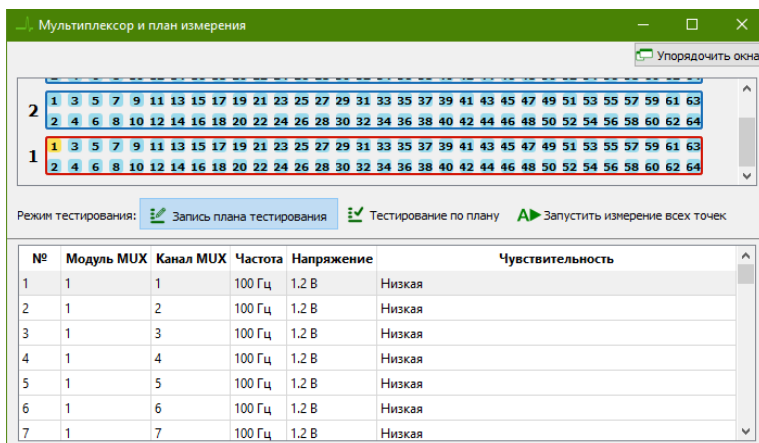 Мультиплексор и план измерения
Упорядочить окна
2
1 3 5 7 9 11 13 15 17 19 21 23 25 27 29 31 33 35 37 39 41 43 45 47 49 51 53 55 57 59 61 63
2 4 6 8 10 12 14 16 18 20 22 24 26 28 30 32 34 36 38 40 42 44 46 48 50 52 54 56 58 60 62 64
1
1 3 5 7 9 11 13 15 17 19 21 23 25 27 29 31 33 35 37 39 41 43 45 47 49 51 53 55 57 59 61 63
2 4 6 8 10 12 14 16 18 20 22 24 26 28 30 32 34 36 38 40 42 44 46 48 50 52 54 56 58 60 62 64
Режим тестирования: Запись плана тестирования Тестирование по плану A Запустить измерение всех точек
№ Модуль MUX Канал MUX Частота Напряжение Чувствительность
1 1 1 100 Гц 1.2 В Низкая
2 1 2 100 Гц 1.2 В Низкая
3 1 3 100 Гц 1.2 В Низкая
4 1 4 100 Гц 1.2 В Низкая
5 1 5 100 Гц 1.2 В Низкая
6 1 6 100 Гц 1.2 В Низкая
7 1 7 100 Гц 1.2 В Низкая